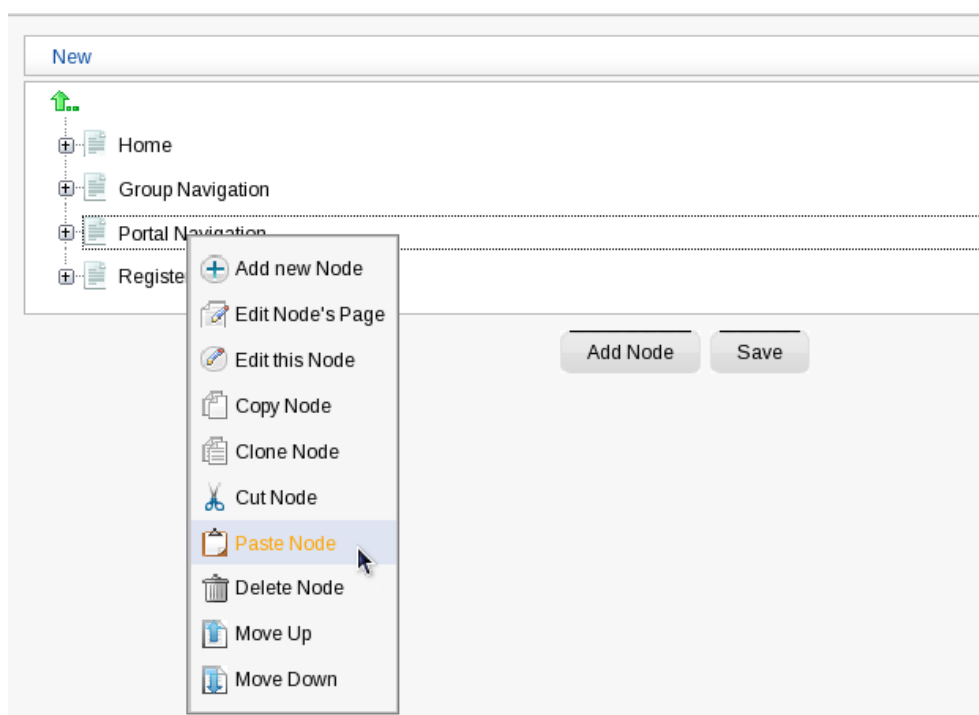 New
Home
Group Navigation
Portal Navigation
Registe
Add new Node
Edit Node's Page
Edit this Node
Copy Node
Clone Node
Cut Node
Paste Node
Delete Node
Move Up
Move Down
Add Node
Save